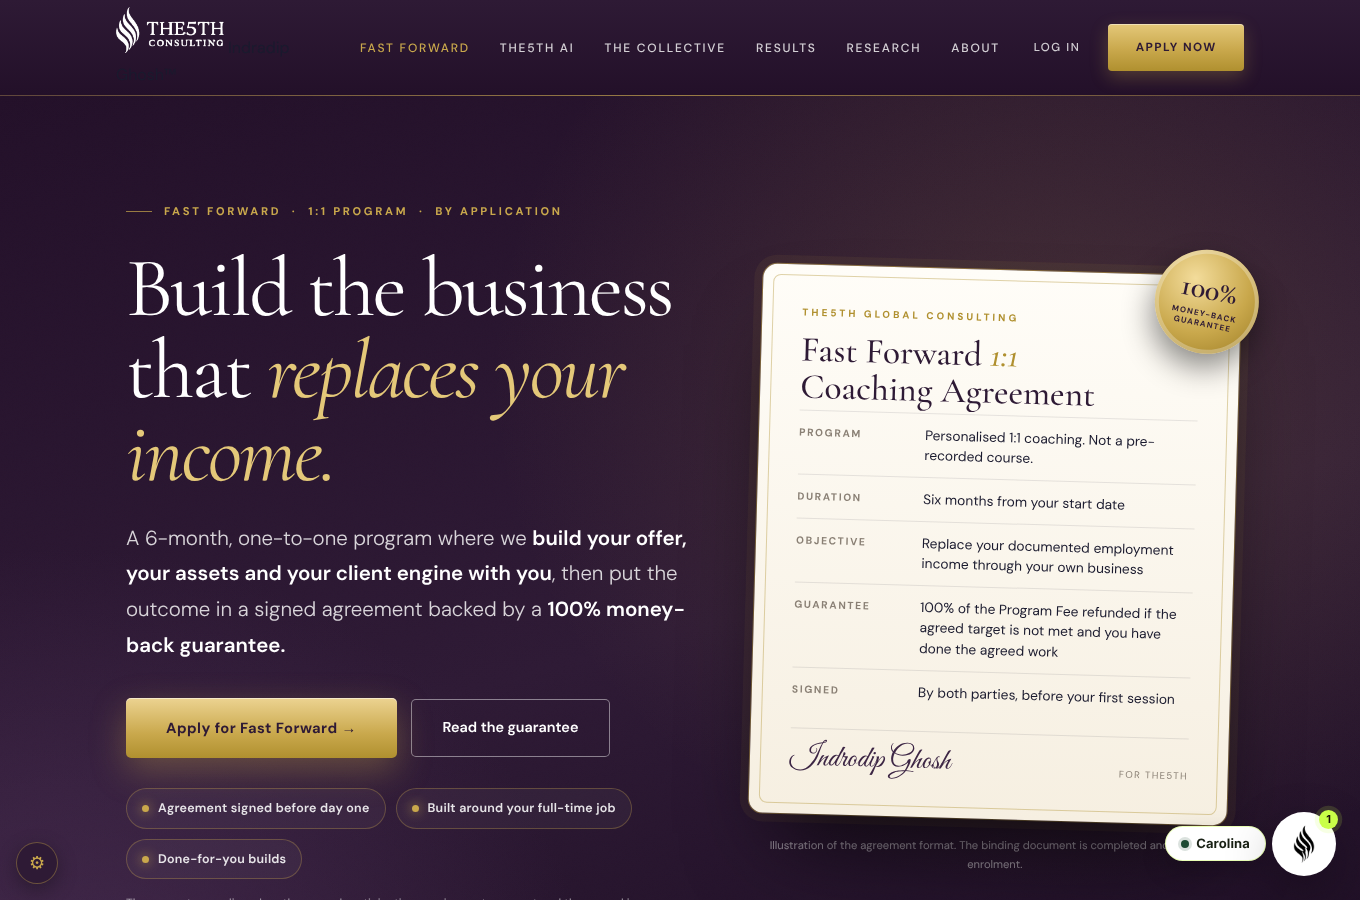 THE5TH
CONSULTING
FAST FORWARD
THE5TH AI
THE COLLECTIVE
RESULTS
RESEARCH
ABOUT
LOG IN
APPLY NOW
FAST FORWARD · 1:1 PROGRAM · BY APPLICATION
Build the business
that replaces your
income.
A 6-month, one-to-one program where we build your offer,
your assets and your client engine with you, then put the
outcome in a signed agreement backed by a 100% money-
back guarantee.
Apply for Fast Forward →
Read the guarantee
Agreement signed before day one
Built around your full-time job
Done-for-you builds
100%
MONEY-BACK
GUARANTEE
THE5TH GLOBAL CONSULTING
Fast Forward 1:1
Coaching Agreement
PROGRAM
Personalised 1:1 coaching. Not a pre-
recorded course.
DURATION
Six months from your start date
OBJECTIVE
Replace your documented employment
income through your own business
GUARANTEE
100% of the Program Fee refunded if the
agreed target is not met and you have
done the agreed work
SIGNED
By both parties, before your first session
Indrodip Ghosh
FOR THE5TH
Illustration of the agreement format. The binding document is completed and
enrolment.
Carolina
1